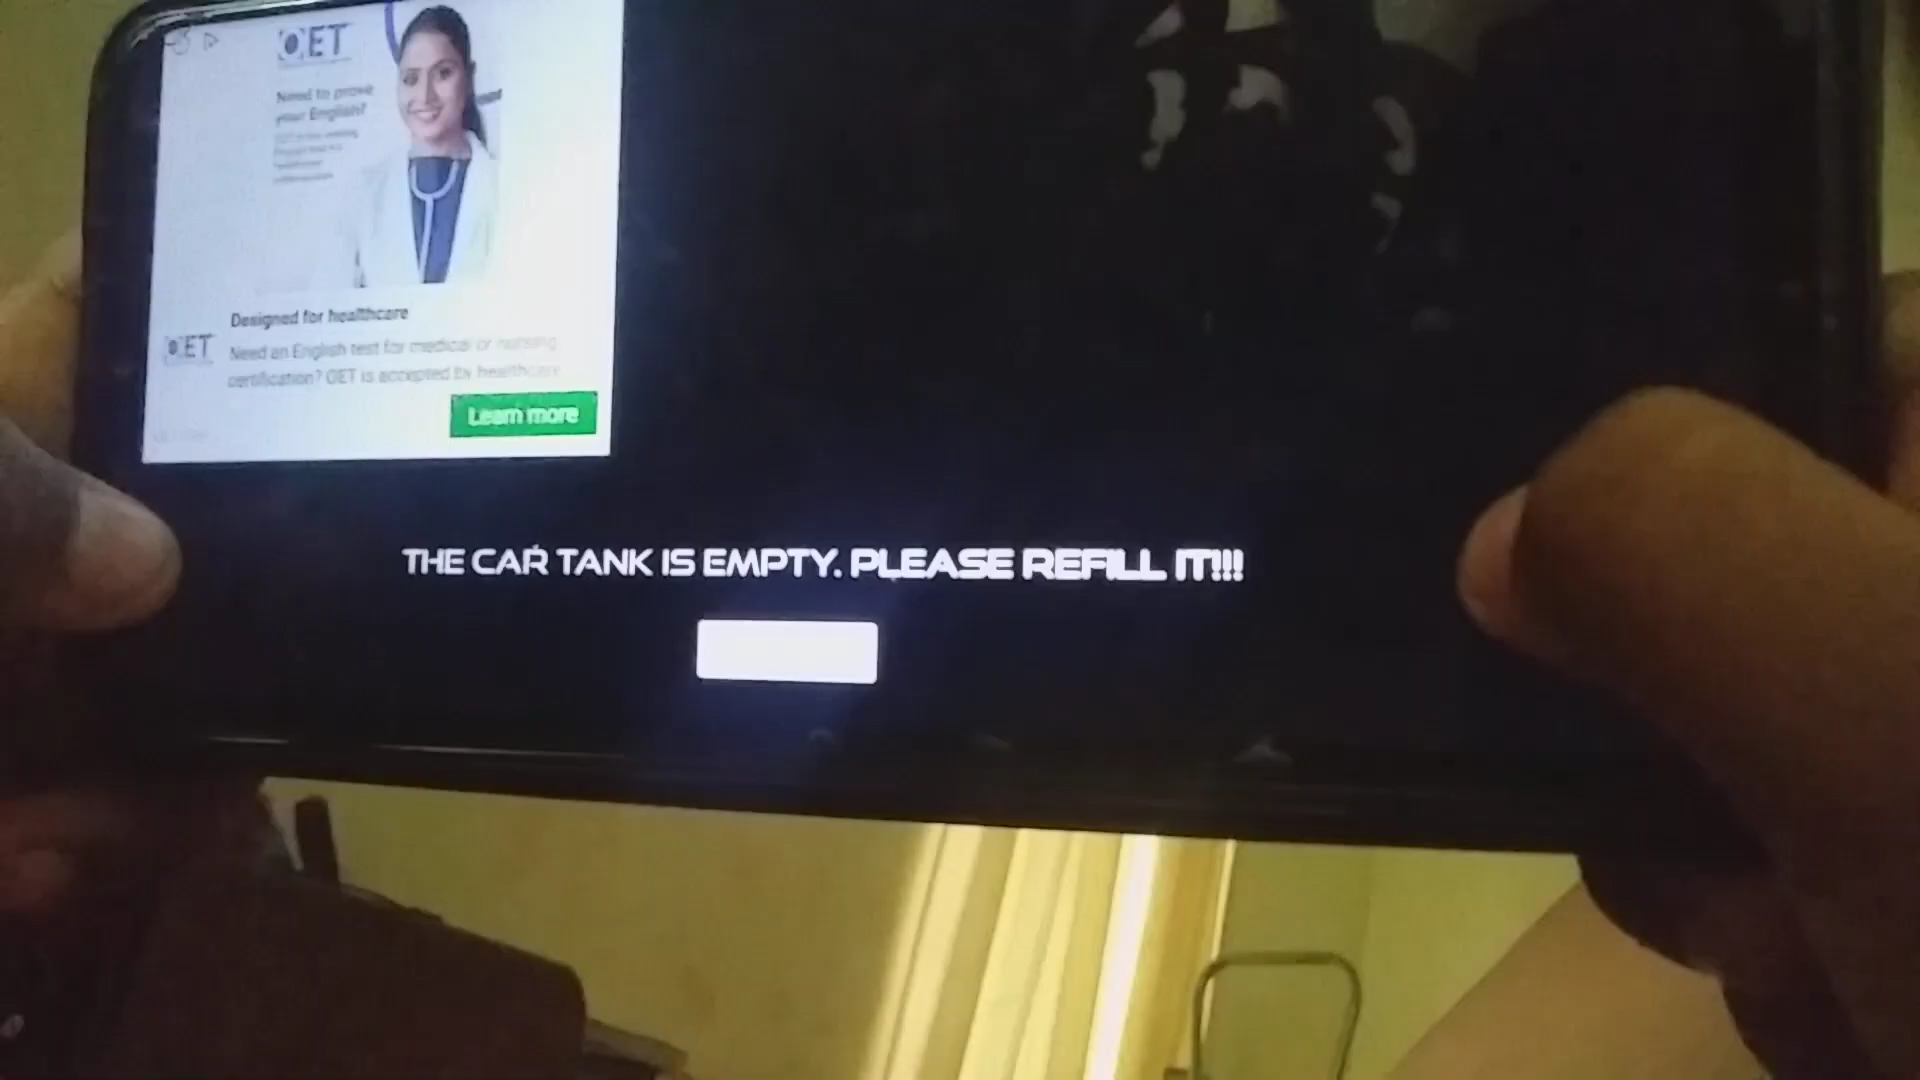 OET
Need to prove
your English?
Designed for healthcare
OET
Need an English test for medical or nursing
certification? OET is accepted by healthcare
Learn more
THE CAR TANK IS EMPTY. PLEASE REFILL IT!!!